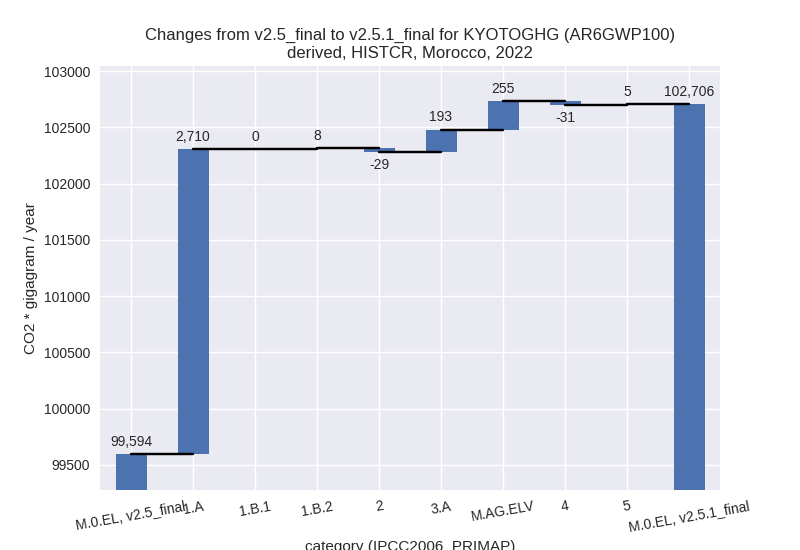 Changes from v2.5_final to v2.5.1_final for KYOTOGHG (AR6GWP100)
derived, HISTCR, Morocco, 2022
103000
102500
102000
101500
101000
100500
100000
99500
CO2 * gigagram / year
99,594
2,710
0
8
-29
193
255
-31
5
102,706
M.0.EL, v2.5_final
1.A
1.B.1
1.B.2
2
3.A
M.AG.ELV
4
5
M.0.EL, v2.5.1_final
category (IPCC2006_PRIMAP)